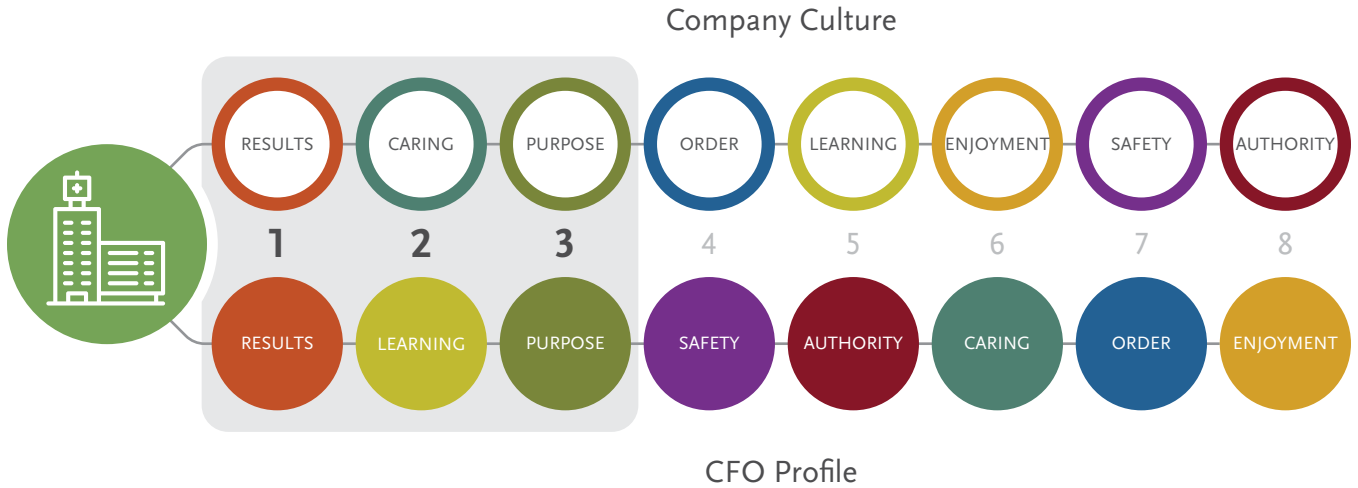 Company Culture
RESULTS CARING PURPOSE ORDER LEARNING ENJOYMENT SAFETY AUTHORITY
1 2 3 4 5 6 7 8
RESULTS LEARNING PURPOSE SAFETY AUTHORITY CARING ORDER ENJOYMENT
CFO Profile